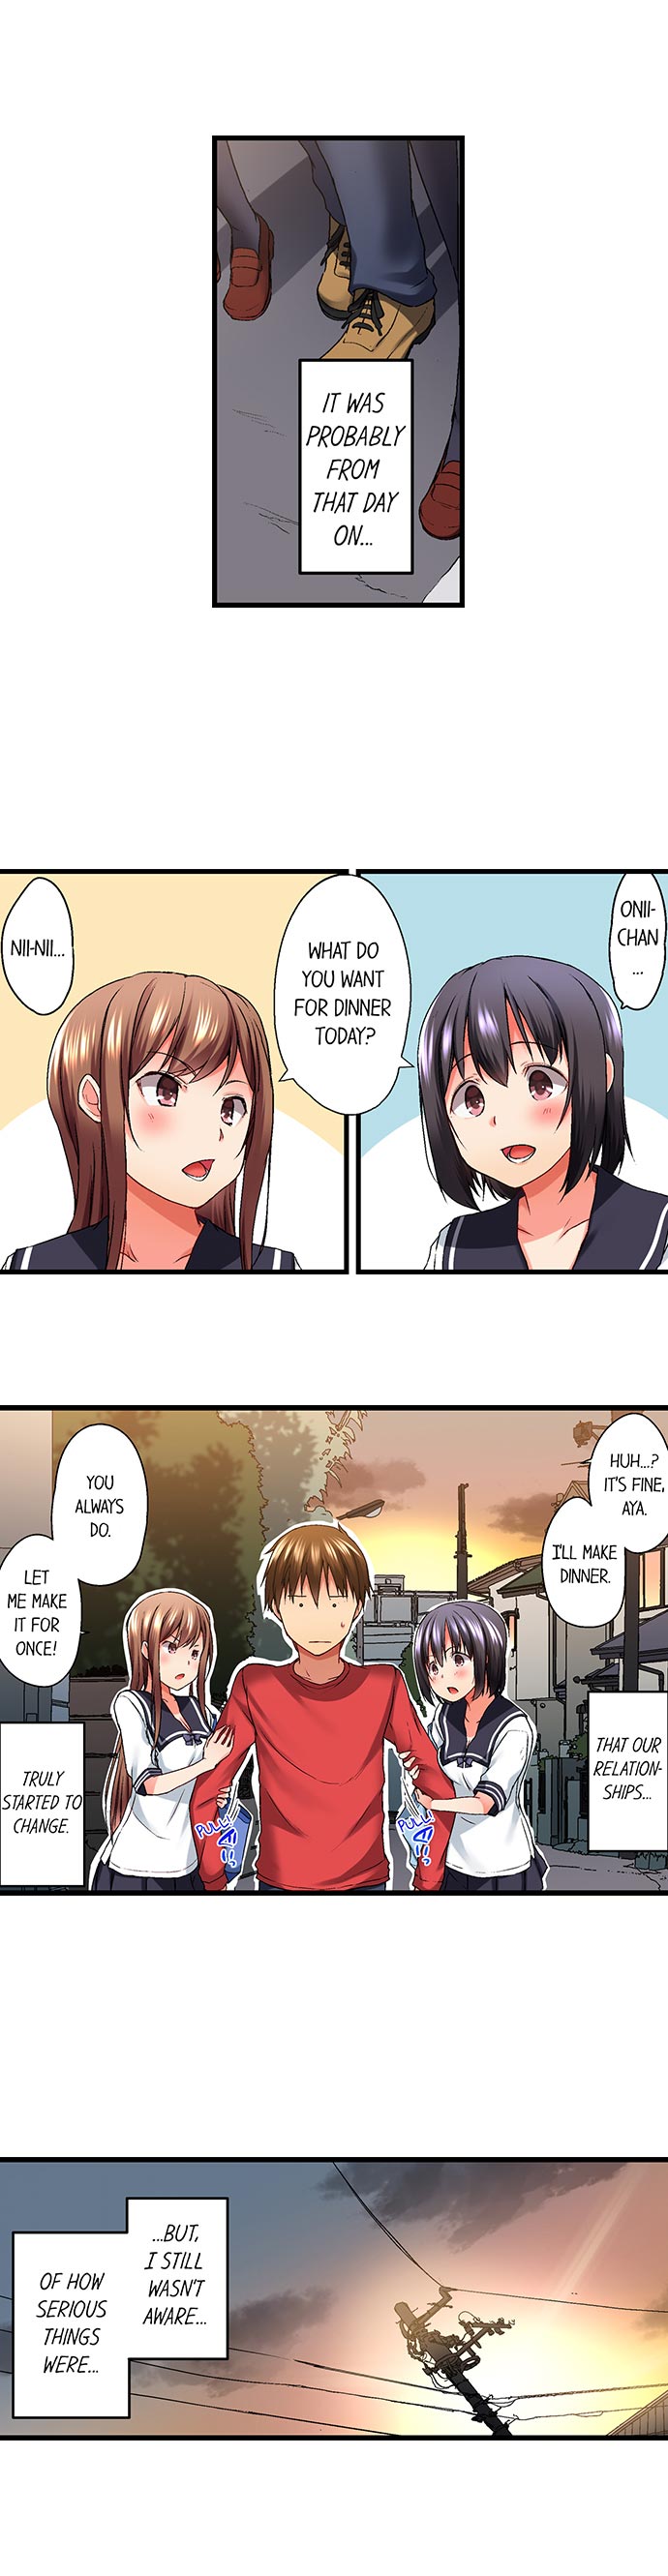 IT WAS
PROBABLY
FROM
THAT DAY
ON...
ONII-
CHAN
...
WHAT DO
YOU WANT
FOR DINNER
TODAY?
NII-NII...
HUH...?
IT'S FINE,
AYA.
I'LL MAKE
DINNER.
YOU
ALWAYS
DO.
LET
ME MAKE
IT FOR
ONCE!
PULL!
PULL!
THAT OUR
RELATION-
SHIPS...
TRULY
STARTED TO
CHANGE.
...BUT,
I STILL
WASN'T
AWARE...
OF HOW
SERIOUS
THINGS
WERE...